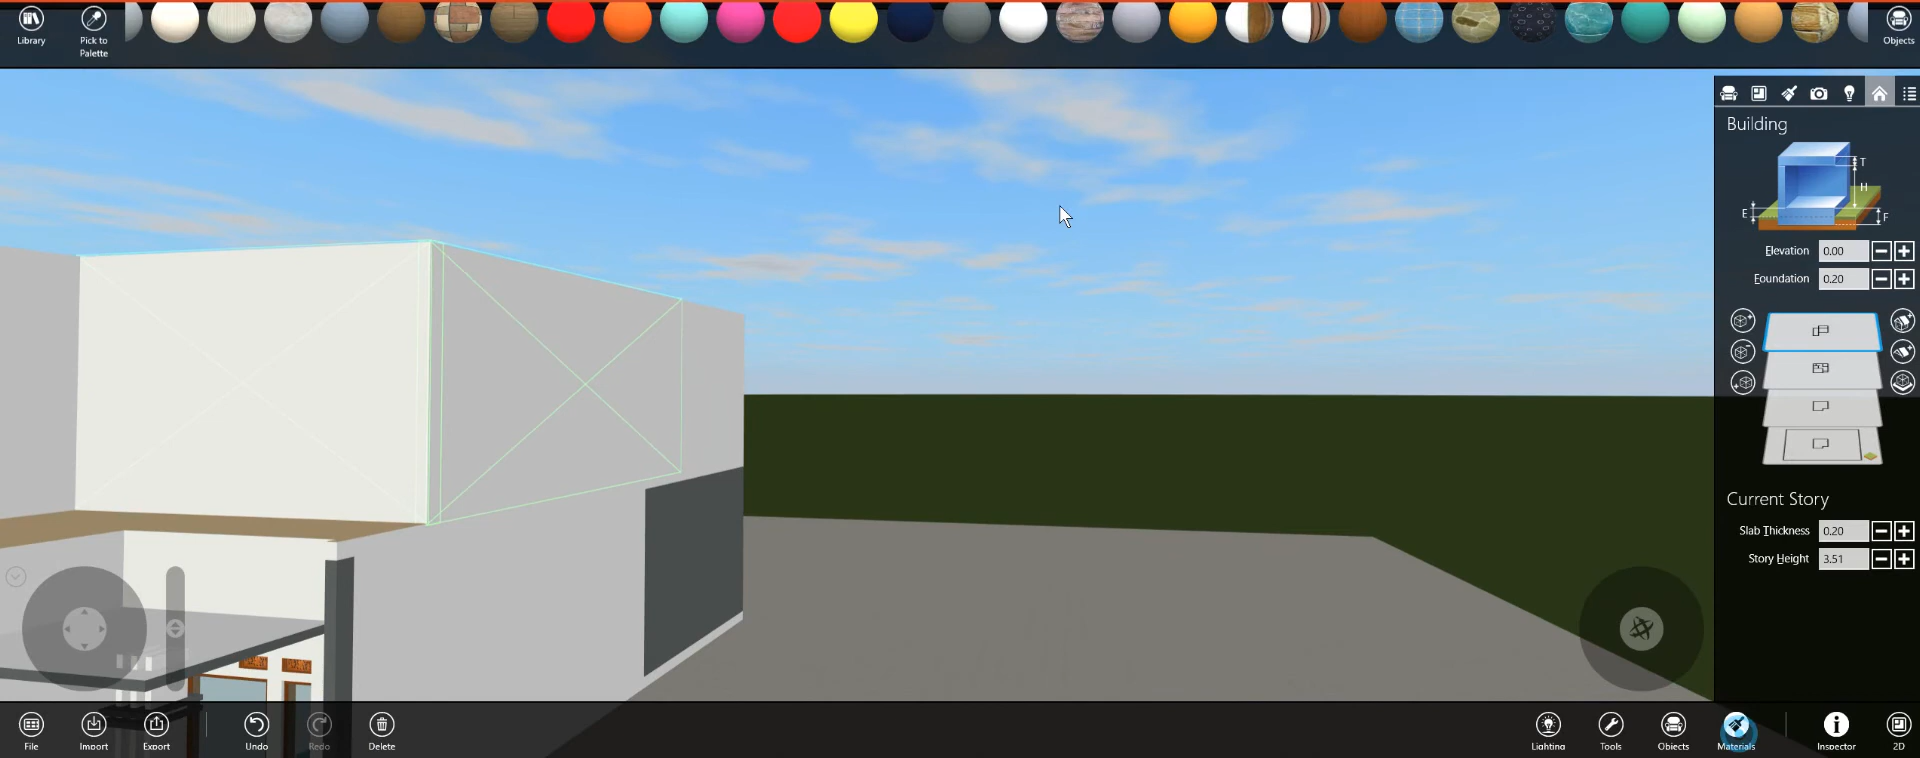 Library
Pick to
Palette
Objects
Building
T
H
E
F
Elevation 0.00
Foundation 0.20
Current Story
Slab Thickness 0.20
Story Height 3.51
File
Import
Export
Undo
Redo
Delete
Lighting
Tools
Objects
Materials
Inspector
2D